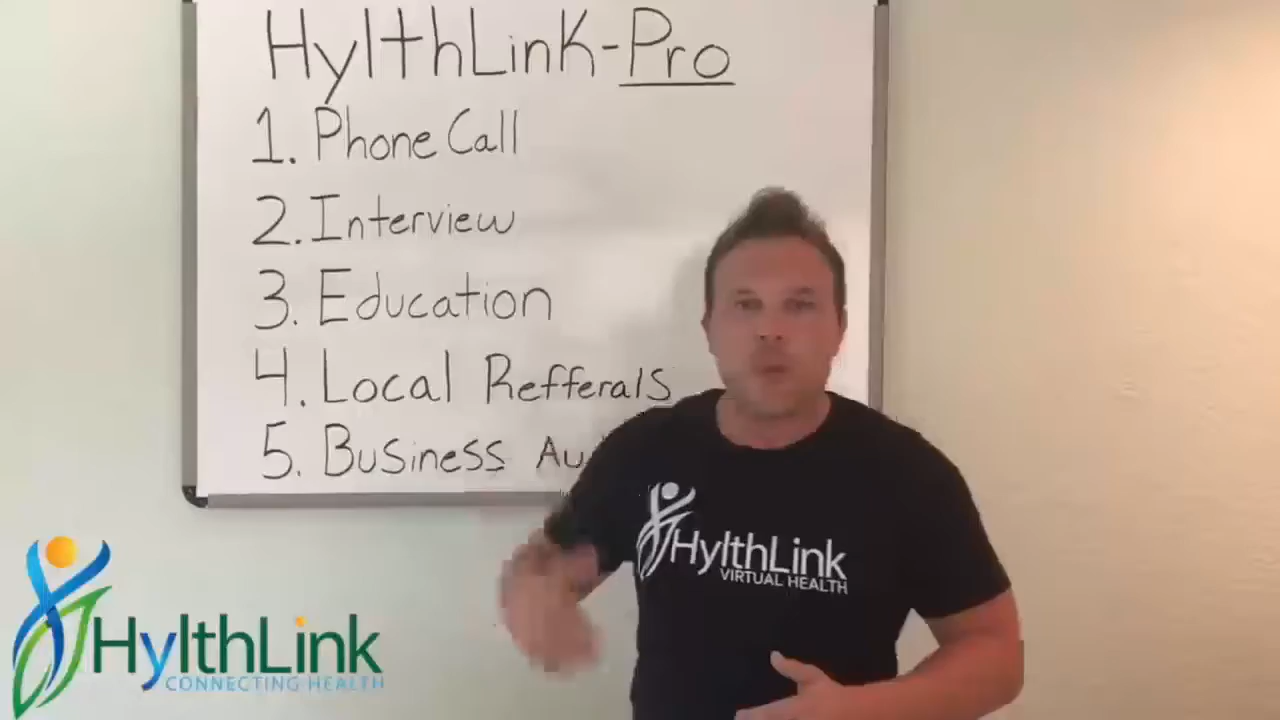 HylthLink-Pro
1. Phone Call
2. Interview
3. Education
4. Local Refferals
5. Business
HylthLink
VIRTUAL HEALTH
HylthLink
CONNECTING HEALTH